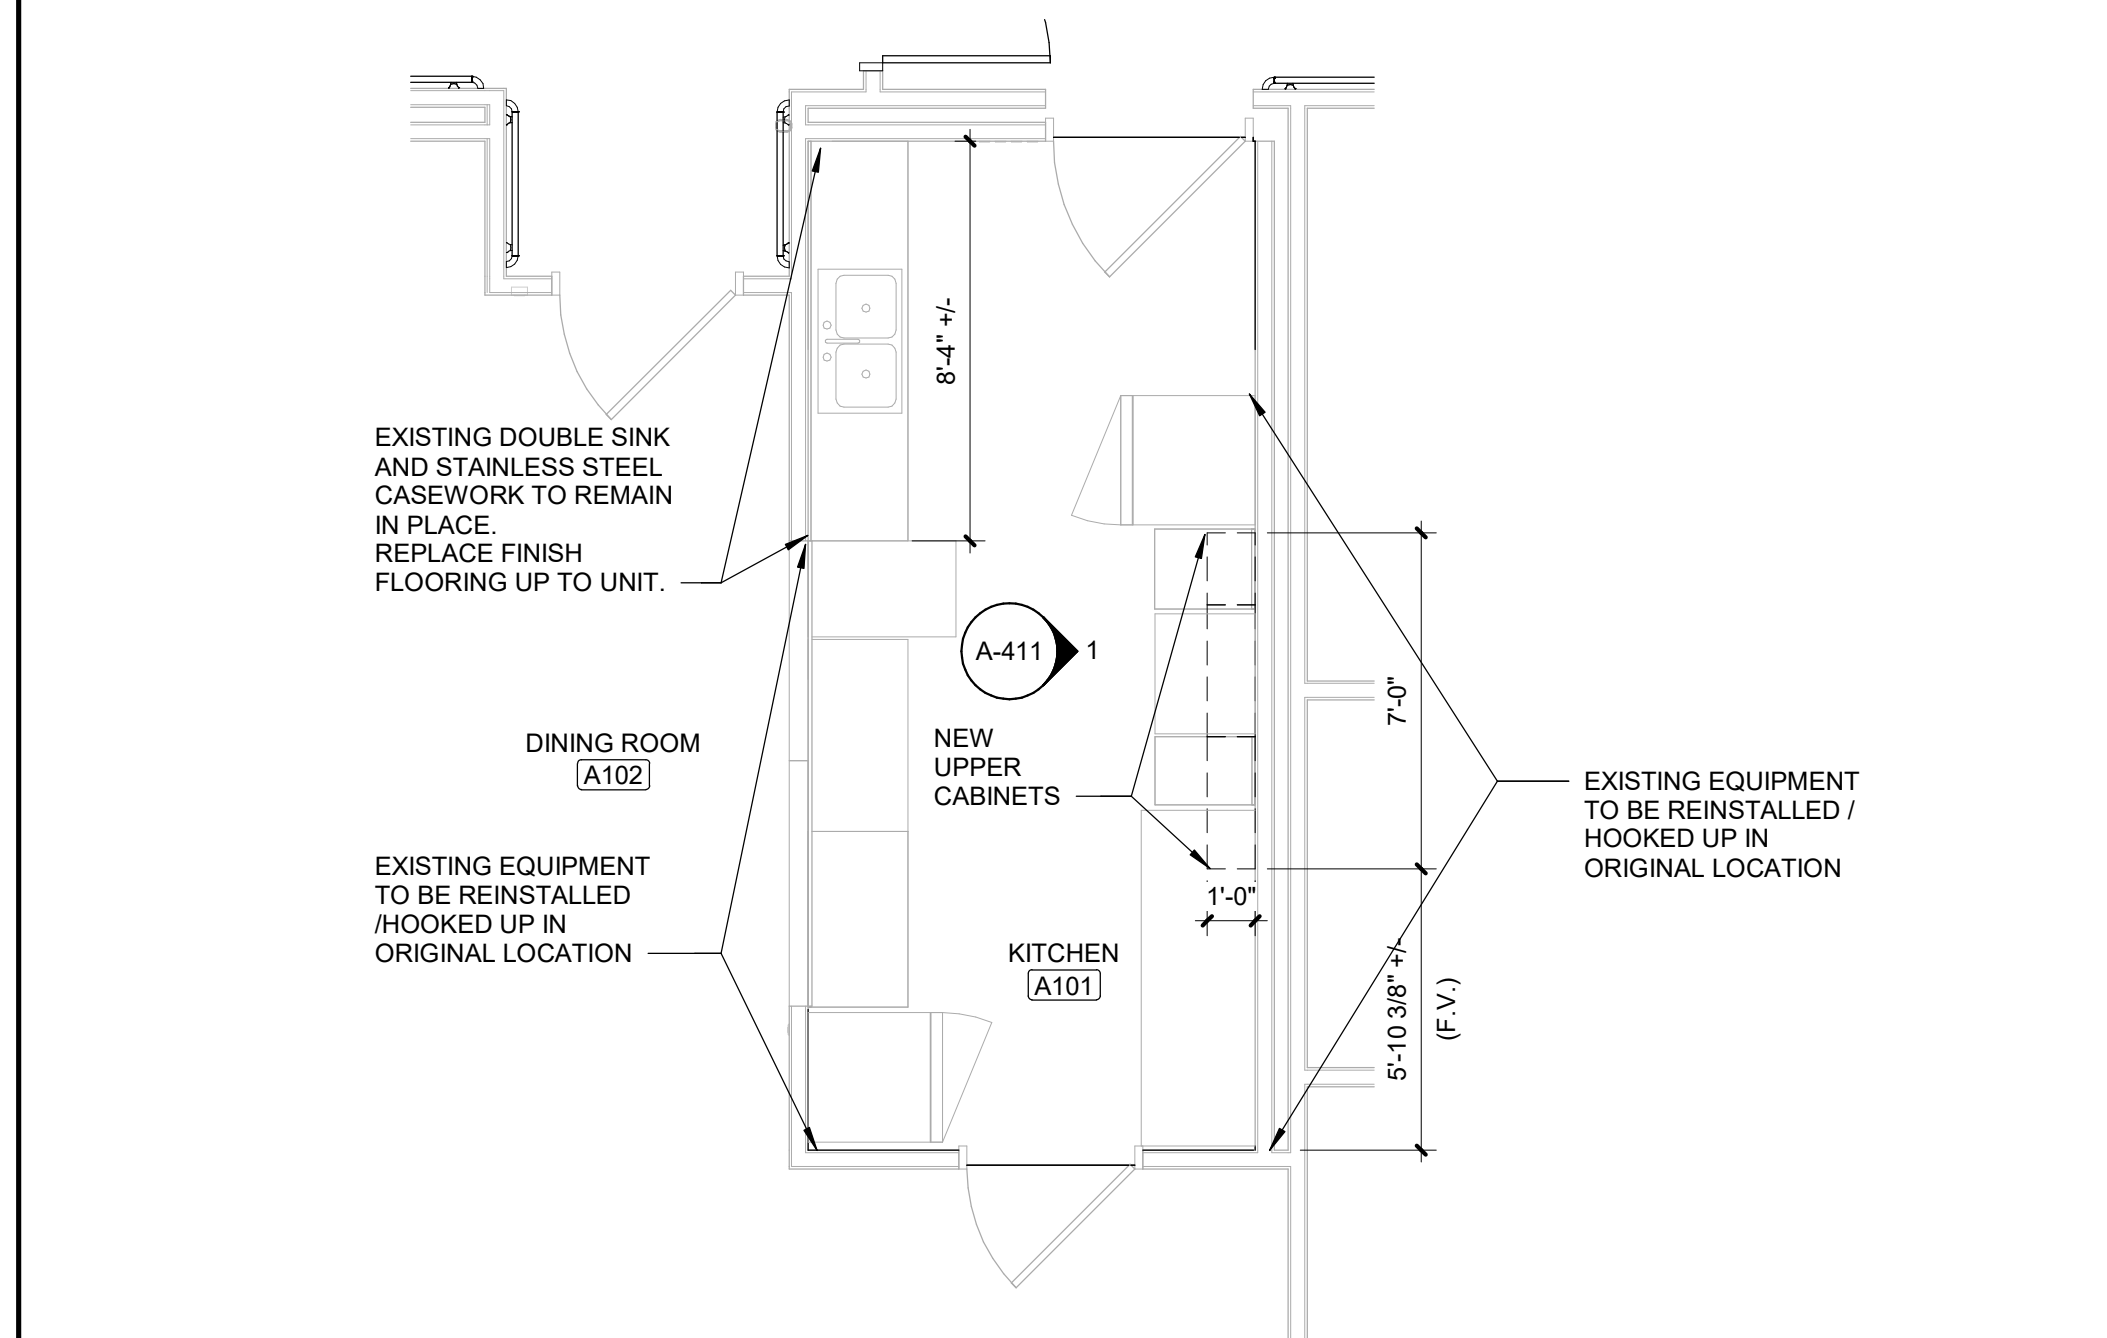 8'-4" +/-
EXISTING DOUBLE SINK
AND STAINLESS STEEL
CASEWORK TO REMAIN
IN PLACE.
REPLACE FINISH
FLOORING UP TO UNIT.
A-411
1
7'-0"
DINING ROOM
A102
NEW
UPPER
CABINETS
EXISTING EQUIPMENT
TO BE REINSTALLED /
HOOKED UP IN
ORIGINAL LOCATION
EXISTING EQUIPMENT
TO BE REINSTALLED
/HOOKED UP IN
ORIGINAL LOCATION
1'-0"
KITCHEN
A101
5'-10 3/8" +/-
(F.V.)